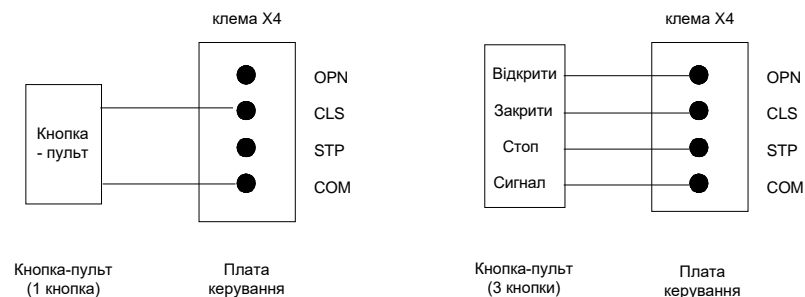 клема X4
OPN
CLS
STP
COM
Кнопка
- пульт
Кнопка-пульт
(1 кнопка)
Плата
керування
клема X4
Відкрити
Закрити
Стоп
Сигнал
OPN
CLS
STP
COM
Кнопка-пульт
(3 кнопки)
Плата
керування